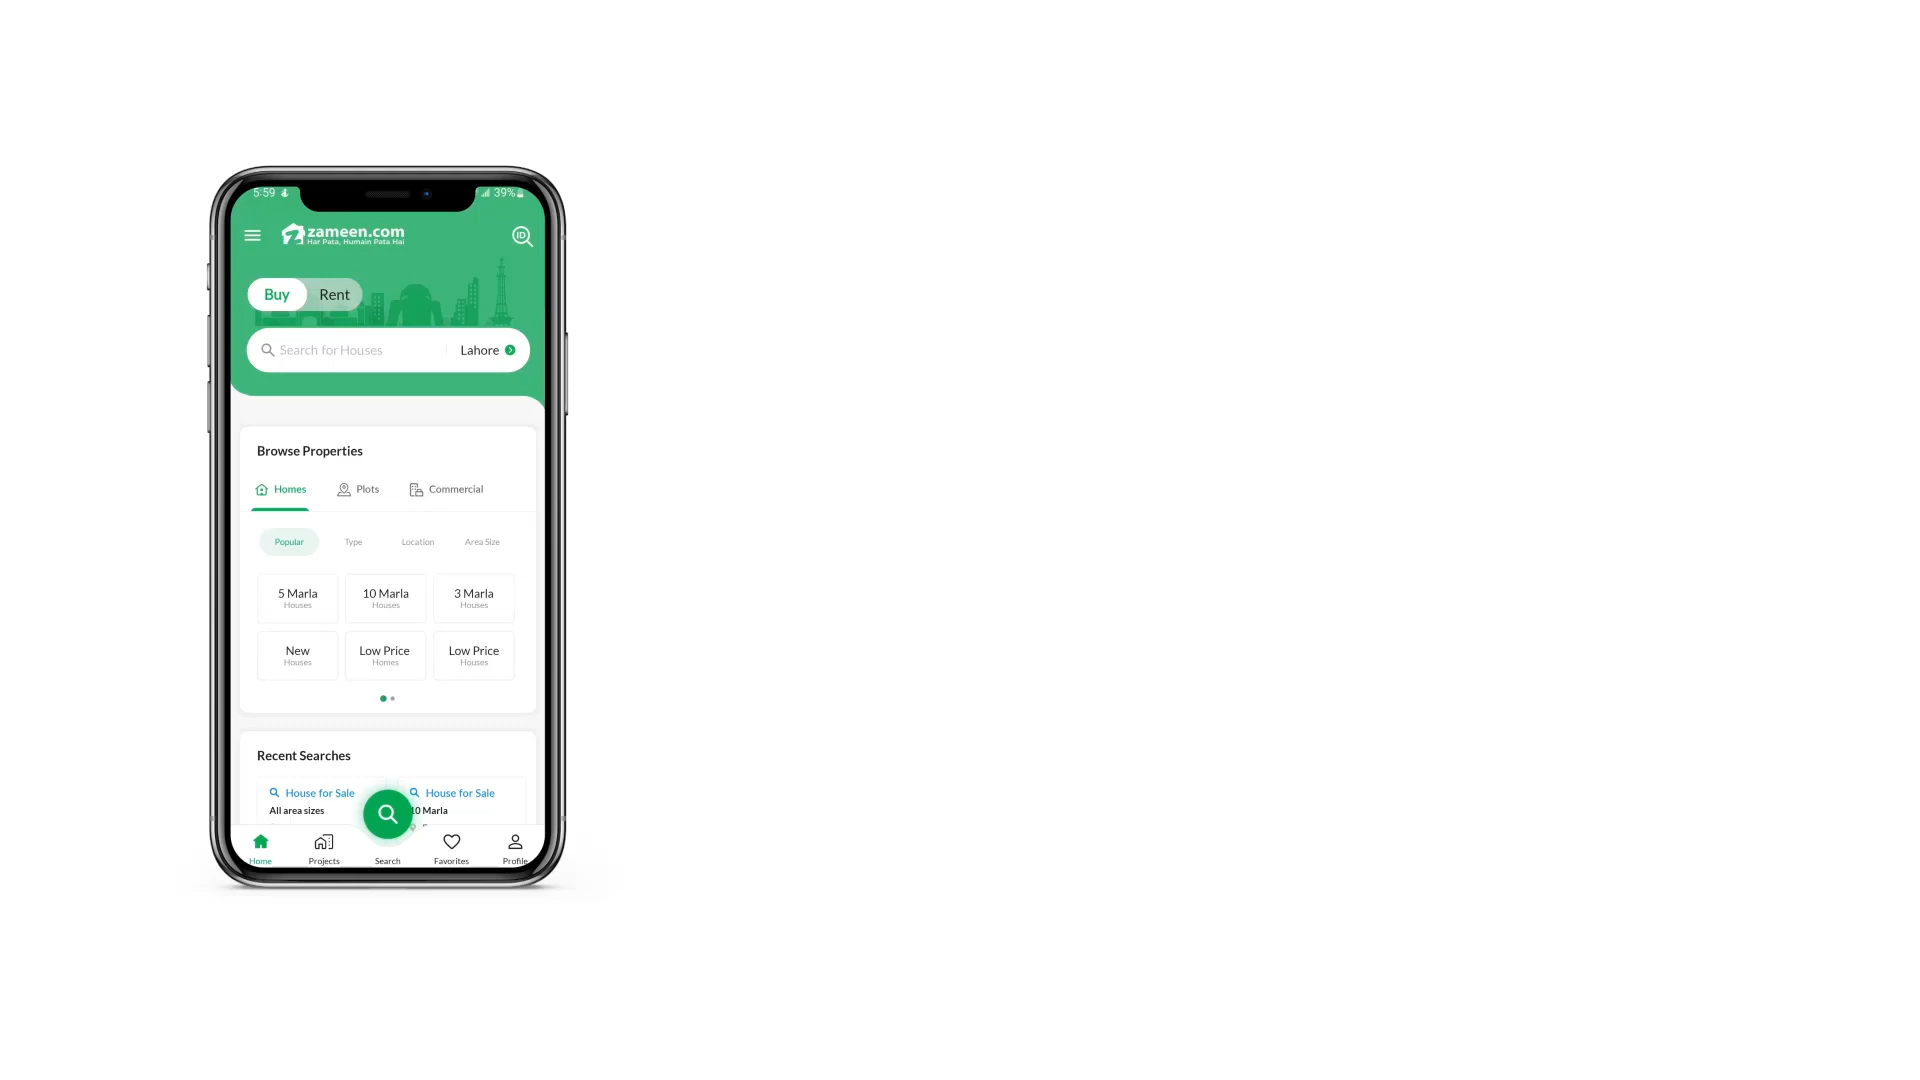 5:59
39%
zameen.com
Har Pata, Humain Pata Hai
ID
Buy Rent
Search for Houses Lahore
Browse Properties
Homes Plots Commercial
Popular Type Location Area Size
5 Marla 10 Marla 3 Marla
Houses Houses Houses
New Low Price Low Price
Houses Homes Houses
Recent Searches
House for Sale House for Sale
All area sizes 10 Marla
Home Projects Search Favorites Profile